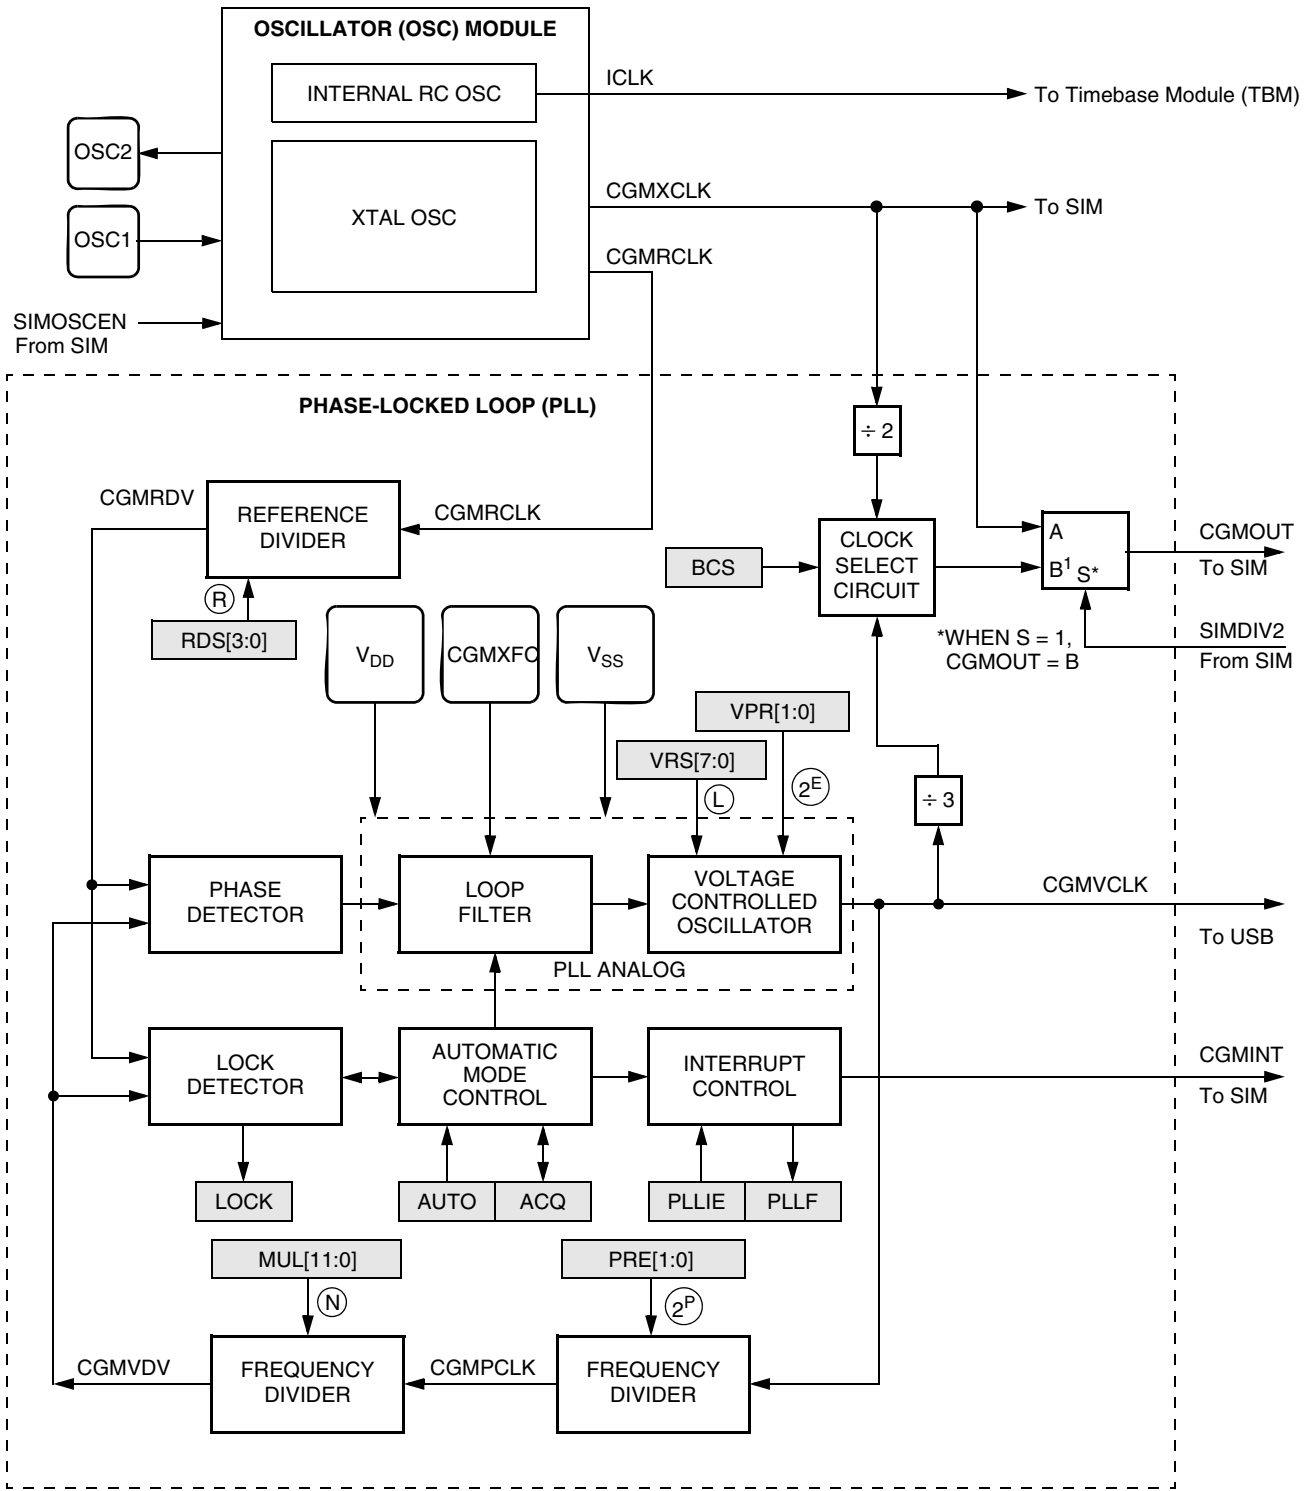 OSCILLATOR (OSC) MODULE
INTERNAL RC OSC
ICLK
To Timebase Module (TBM)
OSC2
XTAL OSC
CGMXCLK
To SIM
OSC1
CGMRCLK
SIMOSCEN
From SIM
PHASE-LOCKED LOOP (PLL)
÷ 2
CGMRDV
REFERENCE
DIVIDER
CGMRCLK
CLOCK
SELECT
CIRCUIT
BCS
A
B1 S*
CGMOUT
To SIM
R
RDS[3:0]
*WHEN S = 1,
CGMOUT = B
SIMDIV2
From SIM
VDD
CGMXFC
VSS
VPR[1:0]
VRS[7:0]
L
2E
÷ 3
PHASE
DETECTOR
LOOP
FILTER
VOLTAGE
CONTROLLED
OSCILLATOR
CGMVCLK
To USB
PLL ANALOG
LOCK
DETECTOR
AUTOMATIC
MODE
CONTROL
INTERRUPT
CONTROL
CGMINT
To SIM
LOCK
AUTO
ACQ
PLLIE
PLLF
MUL[11:0]
PRE[1:0]
N
2P
CGMVDV
FREQUENCY
DIVIDER
CGMPCLK
FREQUENCY
DIVIDER